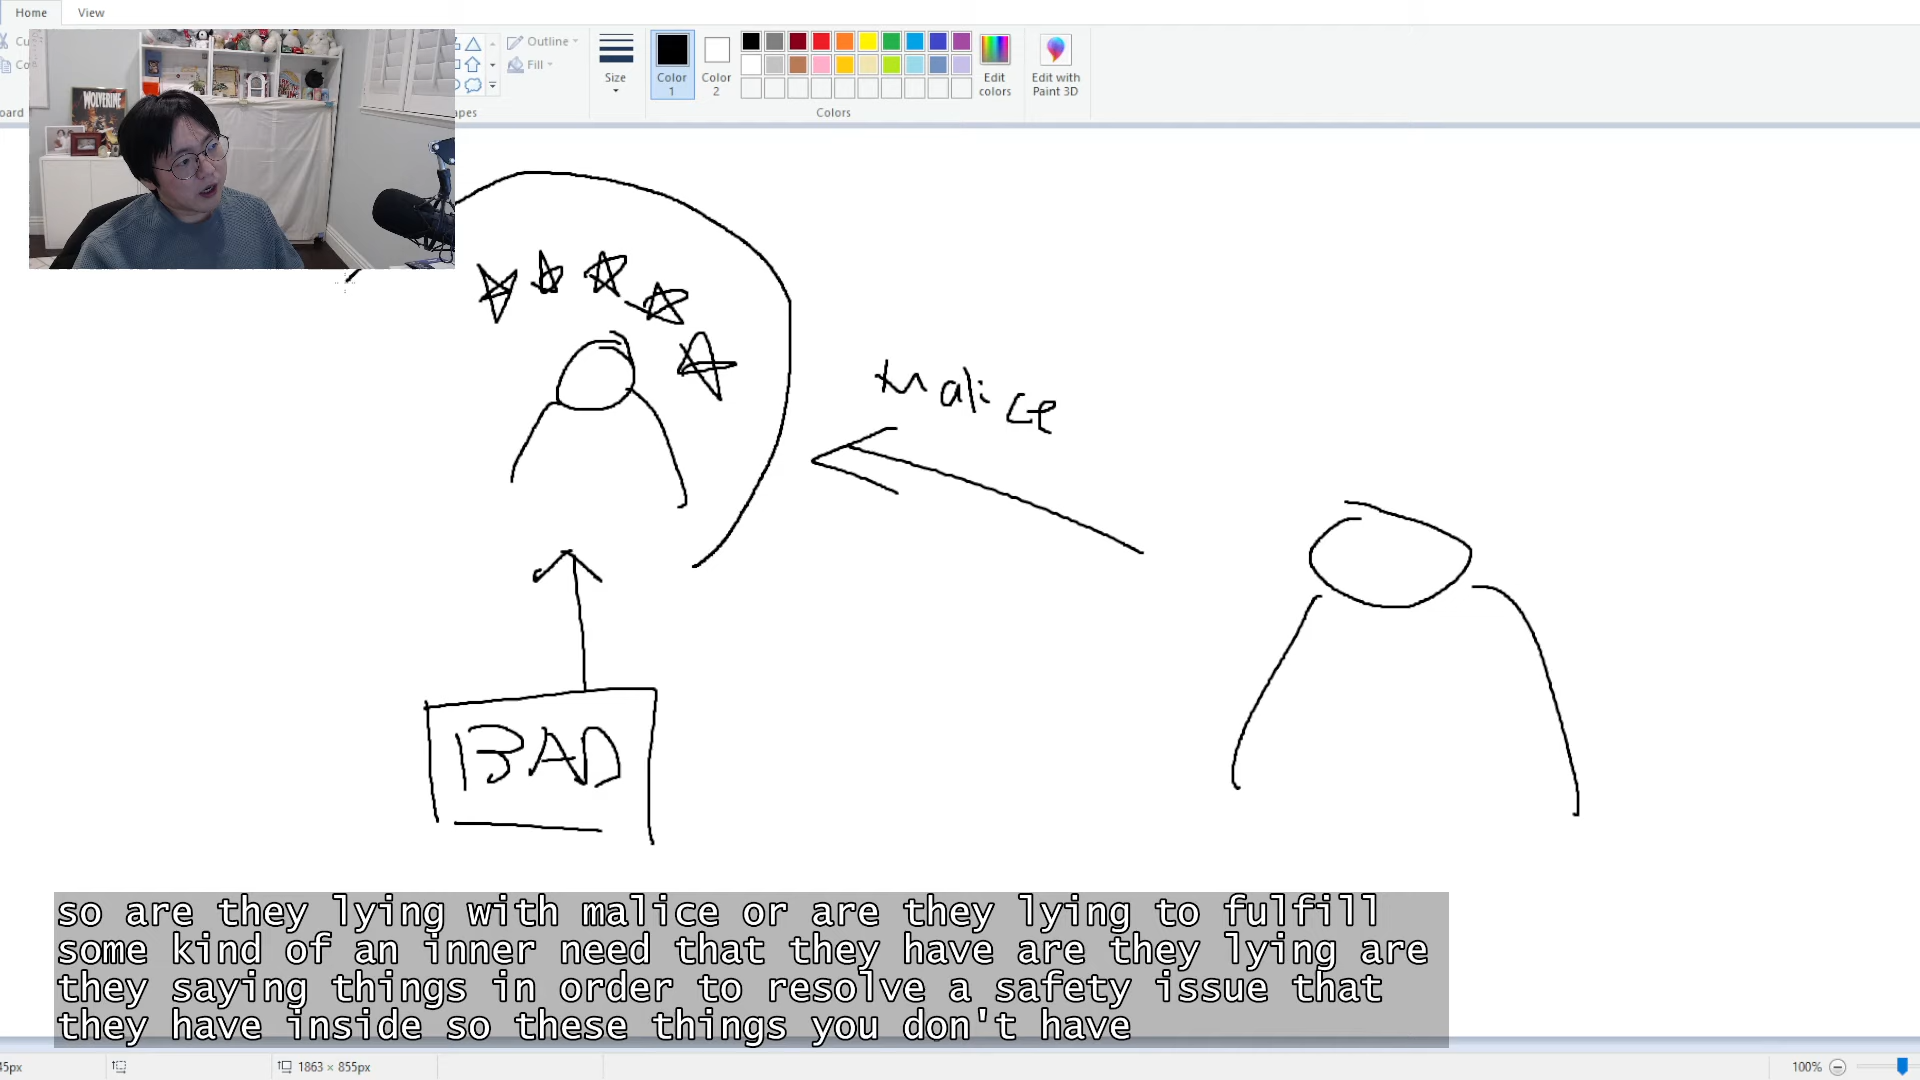 Home View
Outline
Fill
Size
Color 1
Color 2
Edit colors
Edit with Paint 3D
Colors
WOLVERINE
Malice
BAD
so are they lying with malice or are they lying to fulfill
some kind of an inner need that they have are they lying are
they saying things in order to resolve a safety issue that
they have inside so these things you don't have
1863 × 855px
100%